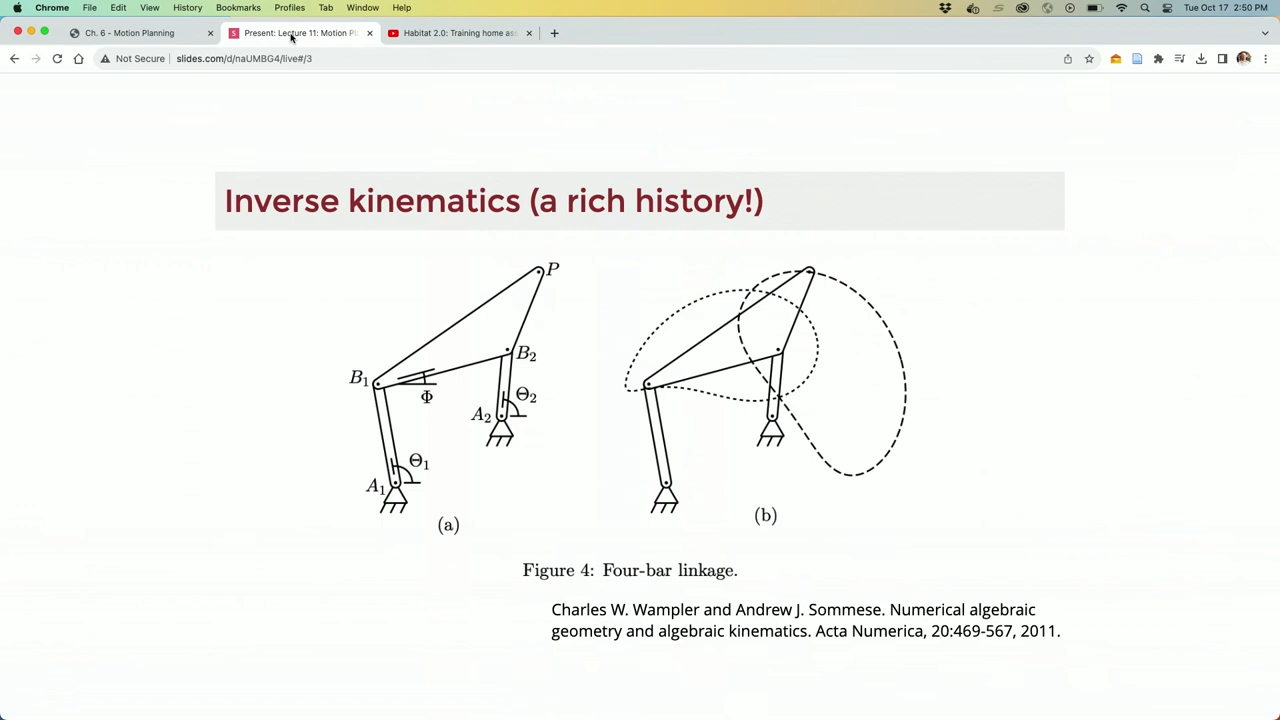 Chrome File Edit View History Bookmarks Profiles Tab Window Help Tue Oct 17 2:50 PM
Ch. 6 - Motion Planning Present: Lecture 11: Motion Pl Habitat 2.0: Training home ass
Not Secure slides.com/d/naUMBG4/live#/3
Inverse kinematics (a rich history!)
P
B₂
B₁
Φ
Θ₂
A₂
Θ₁
A₁
(a)
(b)
Figure 4: Four-bar linkage.
Charles W. Wampler and Andrew J. Sommese. Numerical algebraic
geometry and algebraic kinematics. Acta Numerica, 20:469-567, 2011.